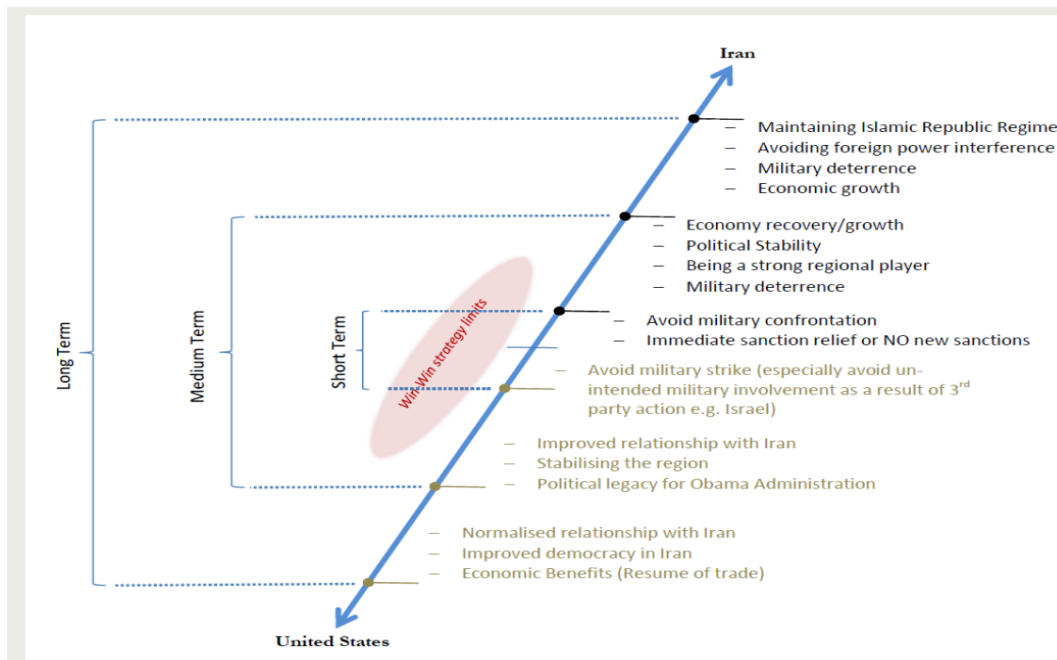 Iran
– Maintaining Islamic Republic Regime
– Avoiding foreign power interference
– Military deterrence
– Economic growth
– Economy recovery/growth
– Political Stability
– Being a strong regional player
– Military deterrence
– Avoid military confrontation
– Immediate sanction relief or NO new sanctions
– Avoid military strike (especially avoid un-
intended military involvement as a result of 3rd
party action e.g. Israel)
– Improved relationship with Iran
– Stabilising the region
– Political legacy for Obama Administration
– Normalised relationship with Iran
– Improved democracy in Iran
– Economic Benefits (Resume of trade)
United States
Long Term
Medium Term
Short Term
Win-Win strategy limits